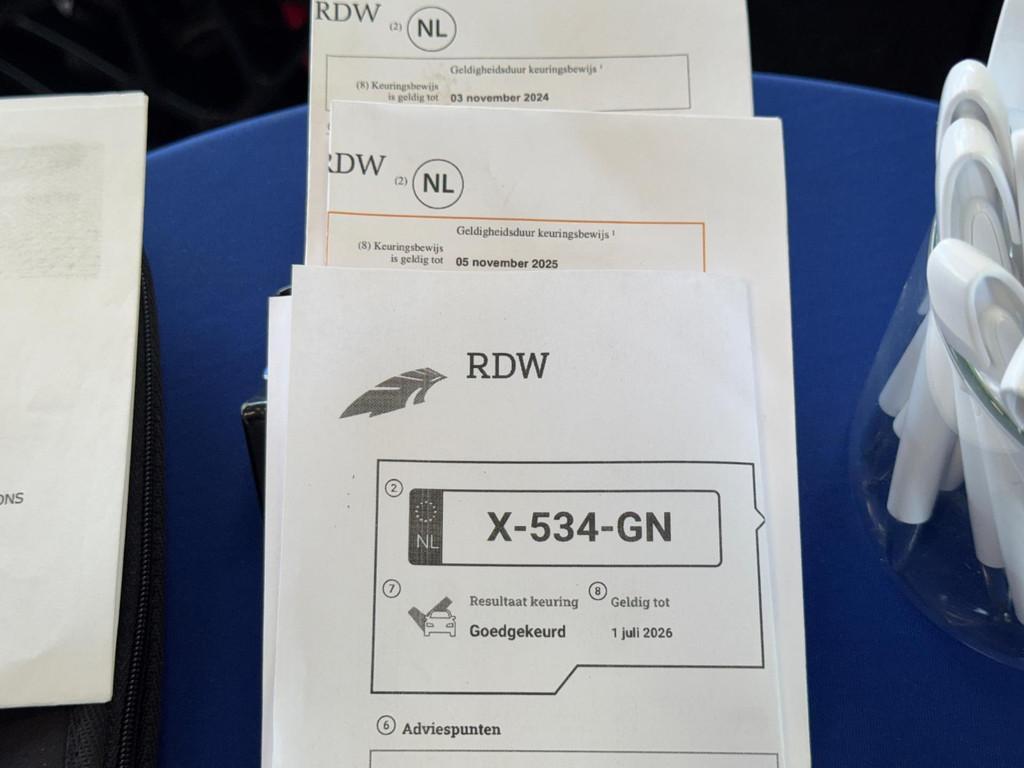 RDW (2) NL
Geldigheidsduur keuringsbewijs ¹
(8) Keuringsbewijs
is geldig tot 03 november 2024
RDW (2) NL
Geldigheidsduur keuringsbewijs ¹
(8) Keuringsbewijs
is geldig tot 05 november 2025
RDW
2
NL X-534-GN
7 Resultaat keuring 8 Geldig tot
Goedgekeurd 1 juli 2026
6 Adviespunten